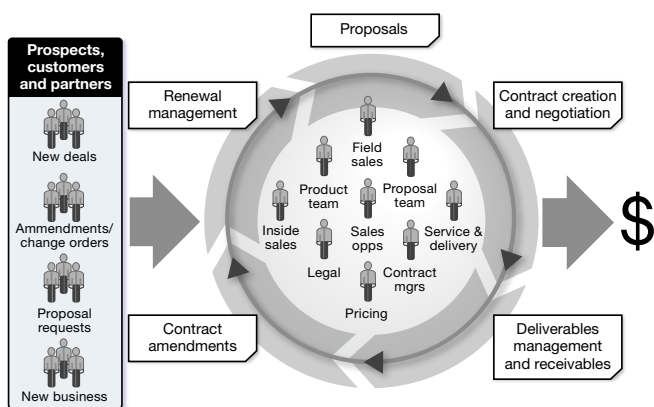 Proposals
Prospects,
customers
and partners
New deals
Ammendments/
change orders
Proposal
requests
New business
Renewal
management
Contract creation
and negotiation
Field
sales
Product
team
Proposal
team
Inside
sales
Sales
opps
Service &
delivery
Legal
Contract
mgrs
Pricing
$
Contract
amendments
Deliverables
management
and receivables